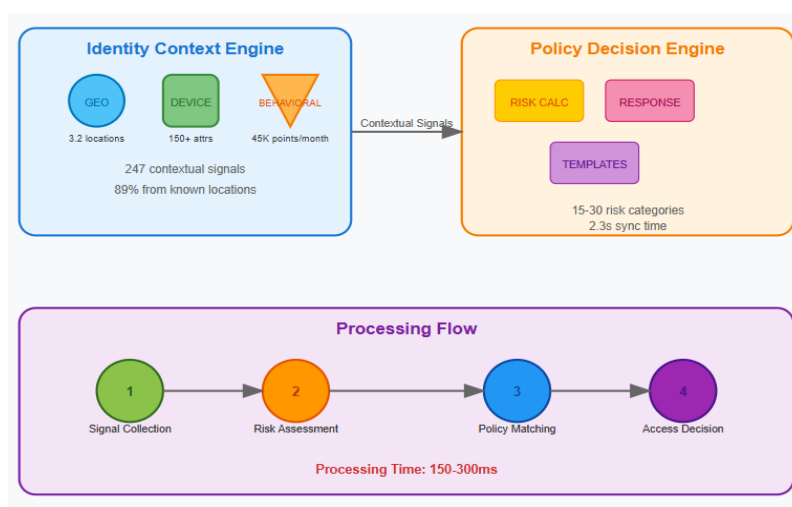 Identity Context Engine
GEO
DEVICE
BEHAVIORAL
3.2 locations
150+ attrs
45K points/month
247 contextual signals
89% from known locations
Contextual Signals
Policy Decision Engine
RISK CALC
RESPONSE
TEMPLATES
15-30 risk categories
2.3s sync time
Processing Flow
1
2
3
4
Signal Collection
Risk Assessment
Policy Matching
Access Decision
Processing Time: 150-300ms